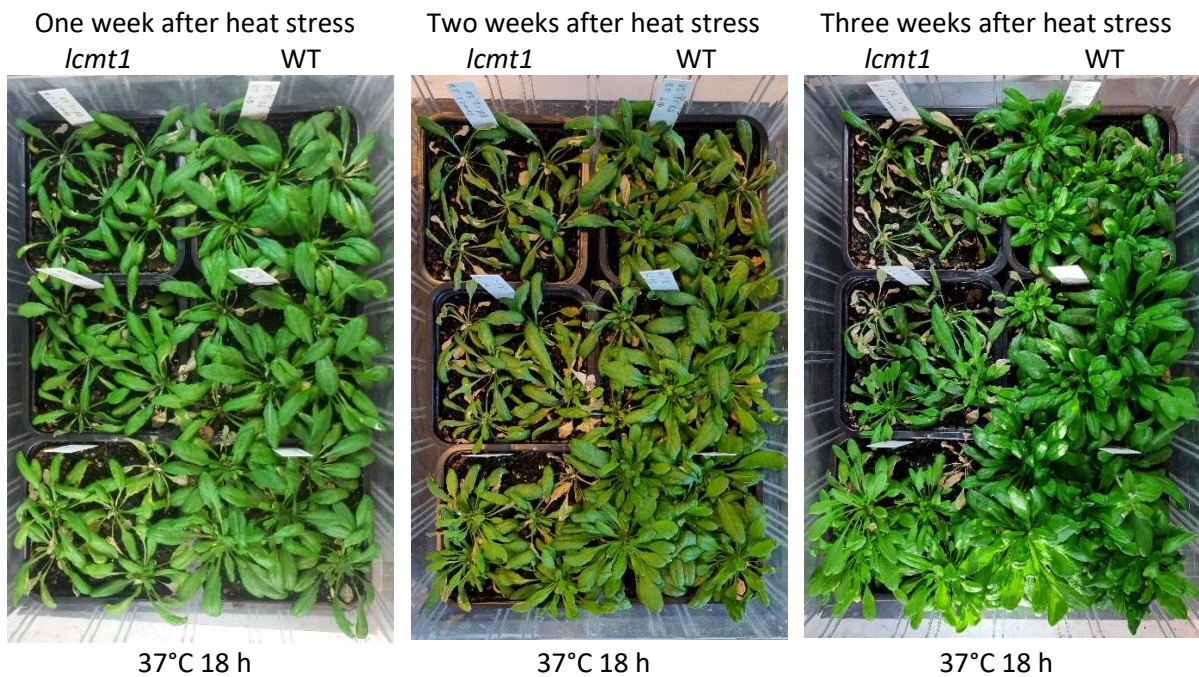 One week after heat stress
lcmt1 WT
37°C 18 h
Two weeks after heat stress
lcmt1 WT
37°C 18 h
Three weeks after heat stress
lcmt1 WT
37°C 18 h